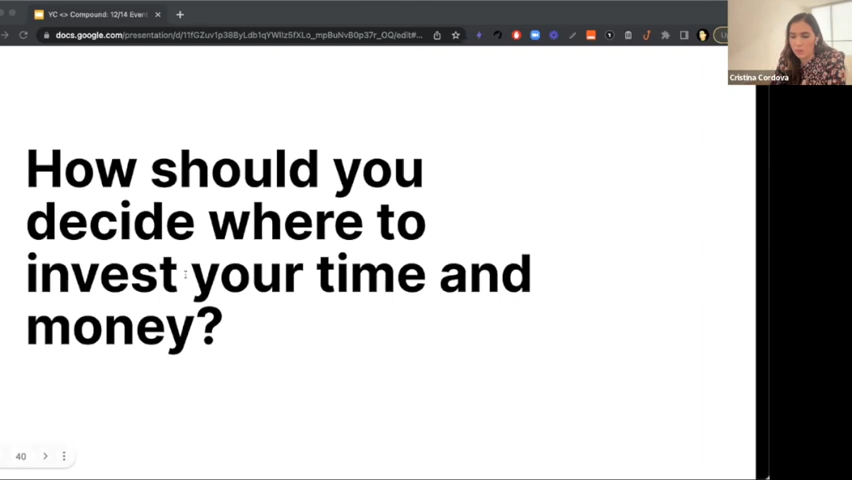 YC <> Compound: 12/14 Even
docs.google.com/presentation/d/11fGZuv1p38ByLdb1qYWllz5fXLo_mpBuNvB0p37r_OQ/edit#...
Cristina Cordova
How should you
decide where to
invest your time and
money?
40